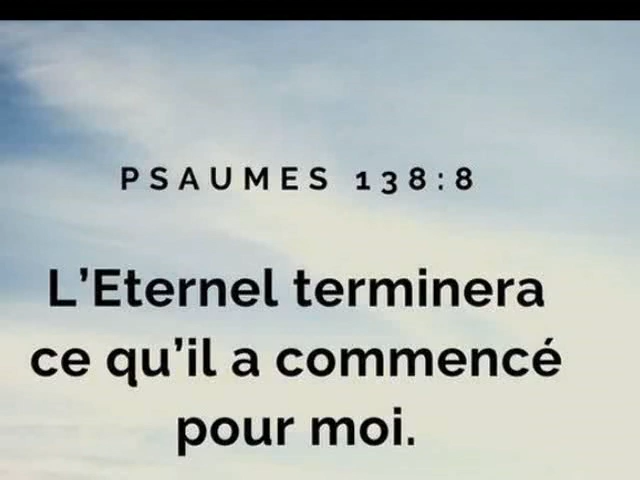 PSAUMES 138:8
L'Eternel terminera
ce qu'il a commencé
pour moi.